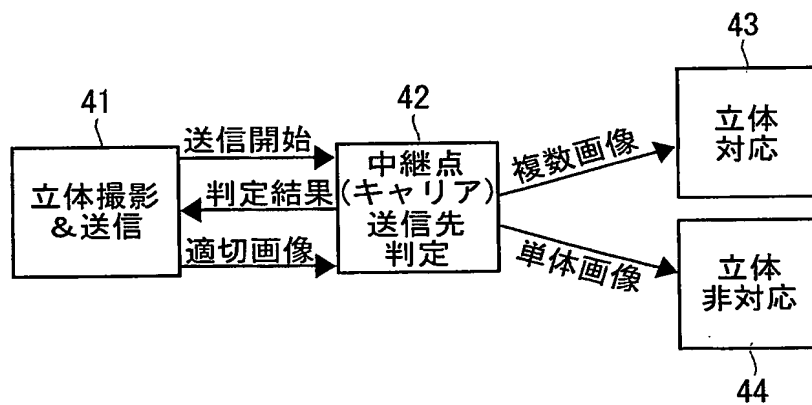 41
立体撮影
&送信
送信開始
判定結果
適切画像
42
中継点
(キャリア)
送信先
判定
複数画像
単体画像
43
立体
対応
立体
非対応
44